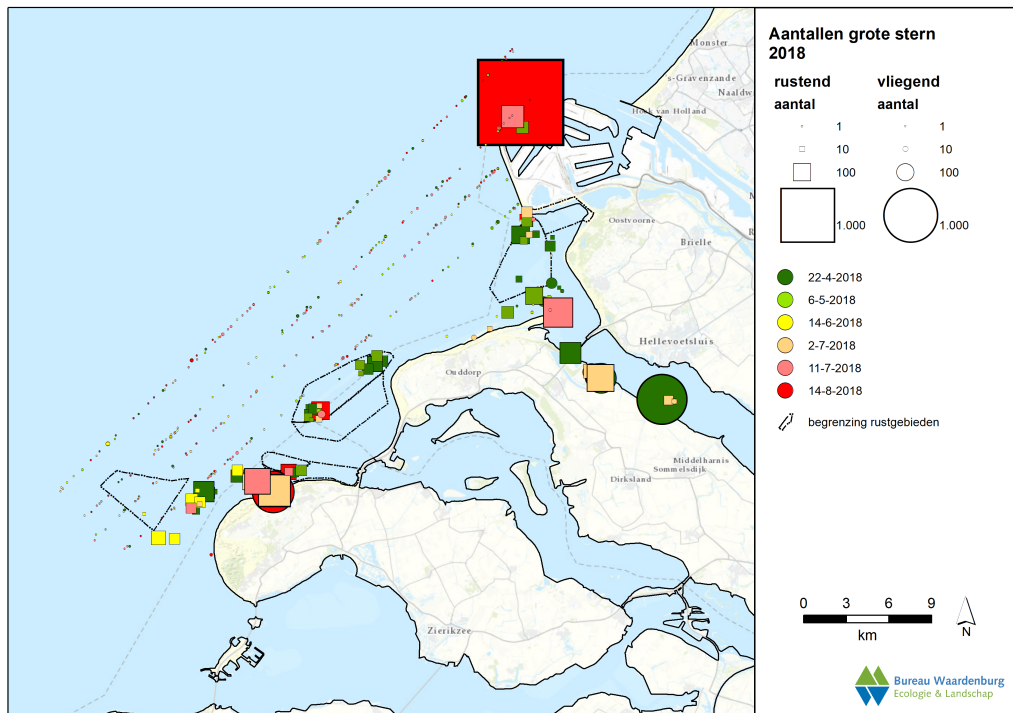 Aantallen grote stern
2018
rustend vliegend
aantal aantal
1 1
10 10
100 100
1.000 1.000
22-4-2018
6-5-2018
14-6-2018
2-7-2018
11-7-2018
14-8-2018
begrenzing rustgebieden
0 3 6 9
km
N
Bureau Waardenburg
Ecologie & Landschap
Monster
s-Gravenzande
Naaldw
Hoek van Holland
Oostvoorne
Brielle
Hellevoetsluis
Ouddorp
Middelharnis
Sommelsdijk
Dirksland
Zierikzee